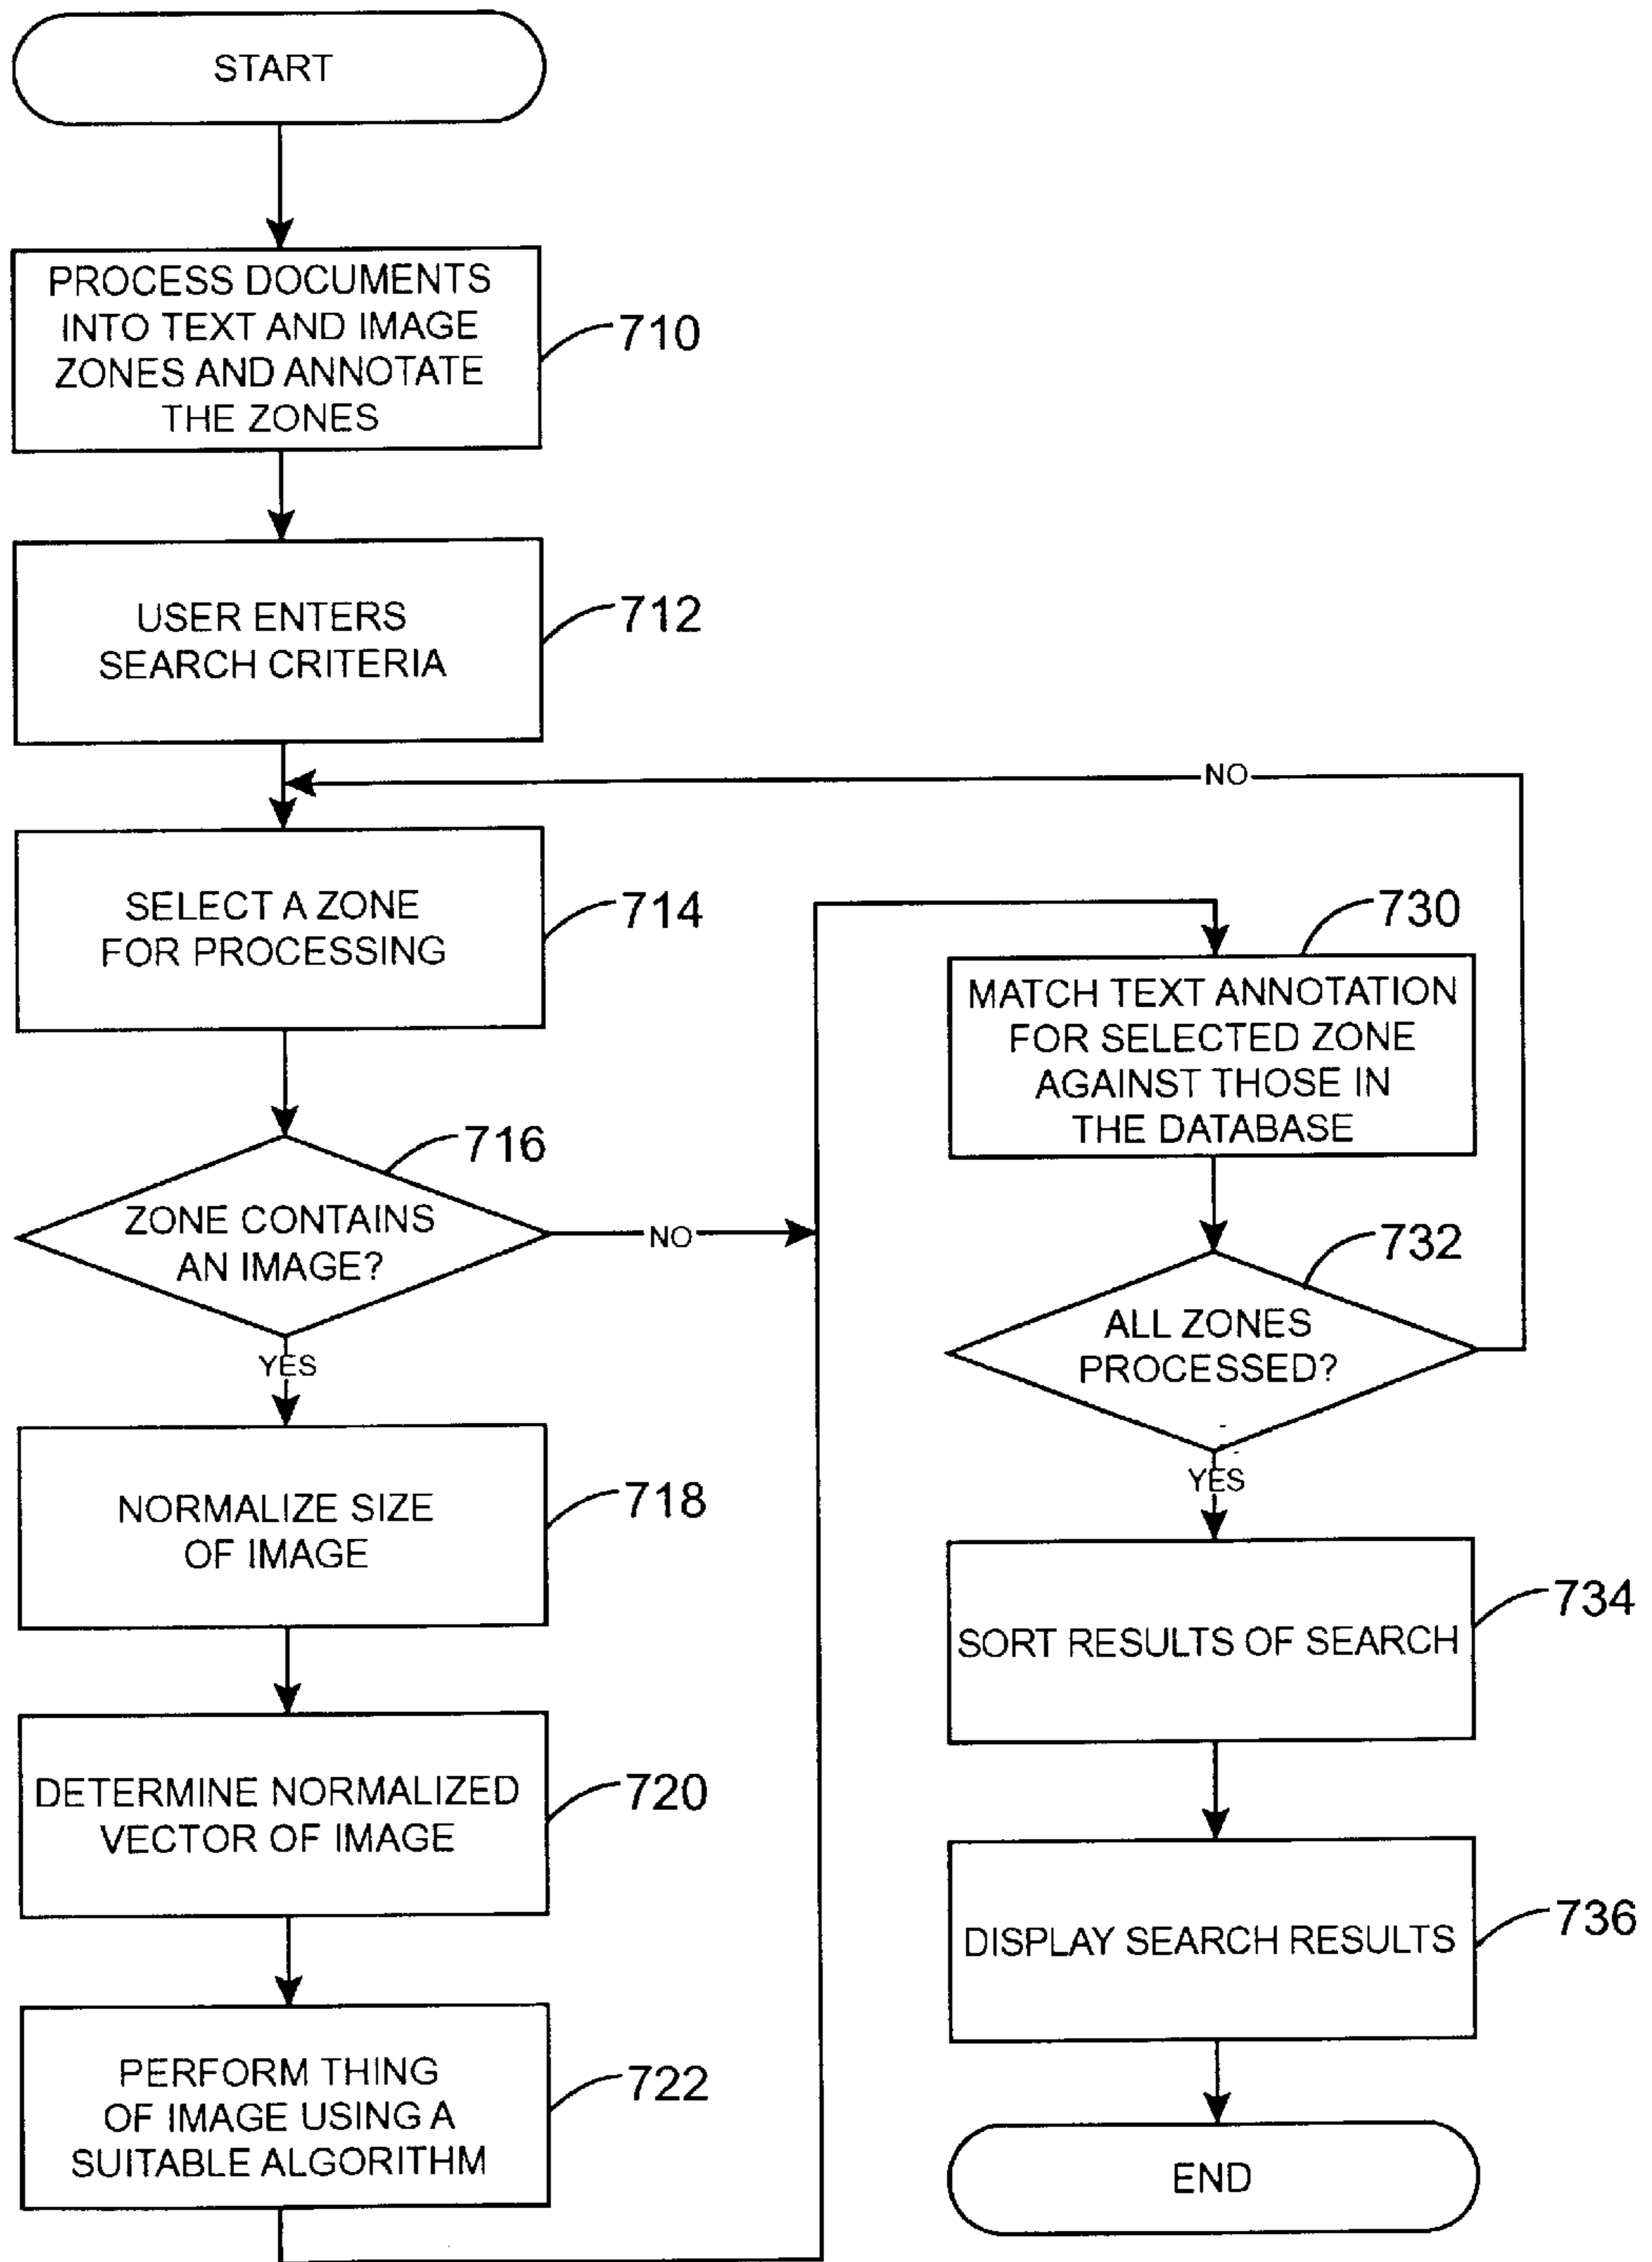 START
PROCESS DOCUMENTS
INTO TEXT AND IMAGE
ZONES AND ANNOTATE
THE ZONES
710
USER ENTERS
SEARCH CRITERIA
712
NO
SELECT A ZONE
FOR PROCESSING
714
716
ZONE CONTAINS
AN IMAGE?
NO
YES
NORMALIZE SIZE
OF IMAGE
718
DETERMINE NORMALIZED
VECTOR OF IMAGE
720
PERFORM THING
OF IMAGE USING A
SUITABLE ALGORITHM
722
730
MATCH TEXT ANNOTATION
FOR SELECTED ZONE
AGAINST THOSE IN
THE DATABASE
732
ALL ZONES
PROCESSED?
YES
734
SORT RESULTS OF SEARCH
736
DISPLAY SEARCH RESULTS
END